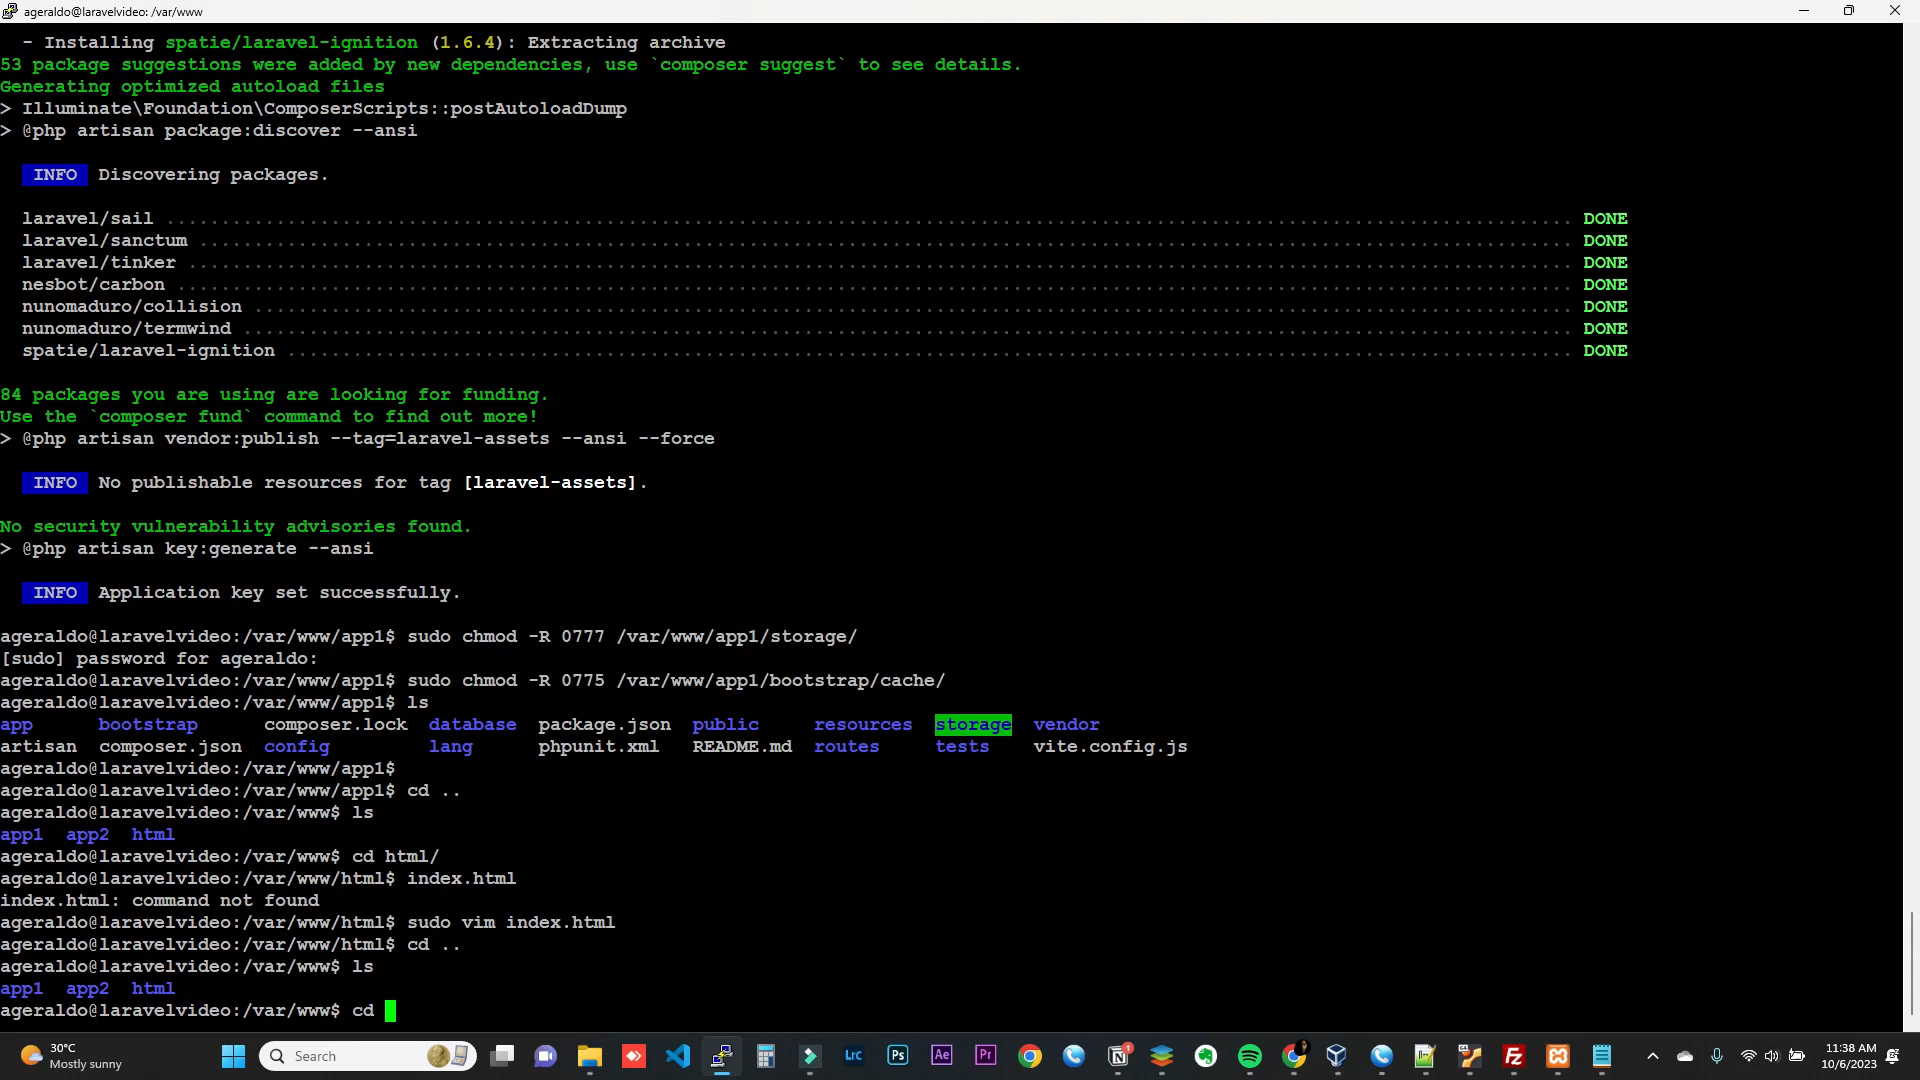 ageraldo@laravelvideo: /var/www
- Installing spatie/laravel-ignition (1.6.4): Extracting archive
53 package suggestions were added by new dependencies, use `composer suggest` to see details.
Generating optimized autoload files
> Illuminate\Foundation\ComposerScripts::postAutoloadDump
> @php artisan package:discover --ansi
INFO Discovering packages.
laravel/sail ................................................................ DONE
laravel/sanctum ................................................................ DONE
laravel/tinker ................................................................ DONE
nesbot/carbon ................................................................ DONE
nunomaduro/collision ................................................................ DONE
nunomaduro/termwind ................................................................ DONE
spatie/laravel-ignition ................................................................ DONE
84 packages you are using are looking for funding.
Use the `composer fund` command to find out more!
> @php artisan vendor:publish --tag=laravel-assets --ansi --force
INFO No publishable resources for tag [laravel-assets].
No security vulnerability advisories found.
> @php artisan key:generate --ansi
INFO Application key set successfully.
ageraldo@laravelvideo:/var/www/app1$ sudo chmod -R 0777 /var/www/app1/storage/
[sudo] password for ageraldo:
ageraldo@laravelvideo:/var/www/app1$ sudo chmod -R 0775 /var/www/app1/bootstrap/cache/
ageraldo@laravelvideo:/var/www/app1$ ls
app bootstrap composer.lock database package.json public resources storage vendor
artisan composer.json config lang phpunit.xml README.md routes tests vite.config.js
ageraldo@laravelvideo:/var/www/app1$
ageraldo@laravelvideo:/var/www/app1$ cd ..
ageraldo@laravelvideo:/var/www$ ls
app1 app2 html
ageraldo@laravelvideo:/var/www$ cd html/
ageraldo@laravelvideo:/var/www/html$ index.html
index.html: command not found
ageraldo@laravelvideo:/var/www/html$ sudo vim index.html
ageraldo@laravelvideo:/var/www/html$ cd ..
ageraldo@laravelvideo:/var/www$ ls
app1 app2 html
ageraldo@laravelvideo:/var/www$ cd
30°C
Mostly sunny
Search
Lrc
Ps
Ae
Pr
1
Fz
11:38 AM
10/6/2023